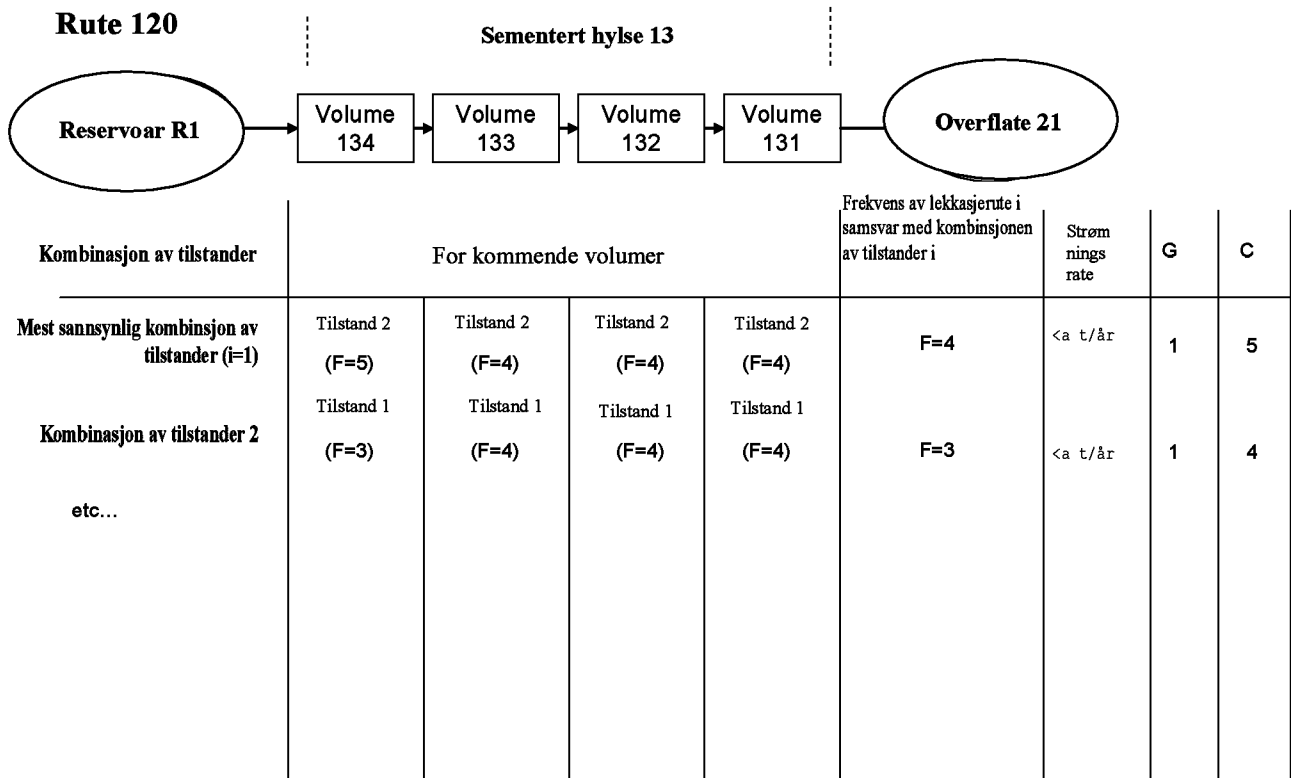 Rute 120
Sementert hylse 13
Reservoar R1
Volume
134
Volume
133
Volume
132
Volume
131
Overflate 21
Kombinasjon av tilstander
For kommende volumer
Frekvens av lekkasjerute i
samsvar med kombinsjonen
av tilstander i
Strøm
nings
rate
G
C
Mest sannsynlig kombinsjon av
tilstander (i=1)
Tilstand 2
(F=5)
Tilstand 2
(F=4)
Tilstand 2
(F=4)
Tilstand 2
(F=4)
F=4
<a t/år
1
5
Kombinasjon av tilstander 2
Tilstand 1
(F=3)
Tilstand 1
(F=4)
Tilstand 1
(F=4)
Tilstand 1
(F=4)
F=3
<a t/år
1
4
etc...